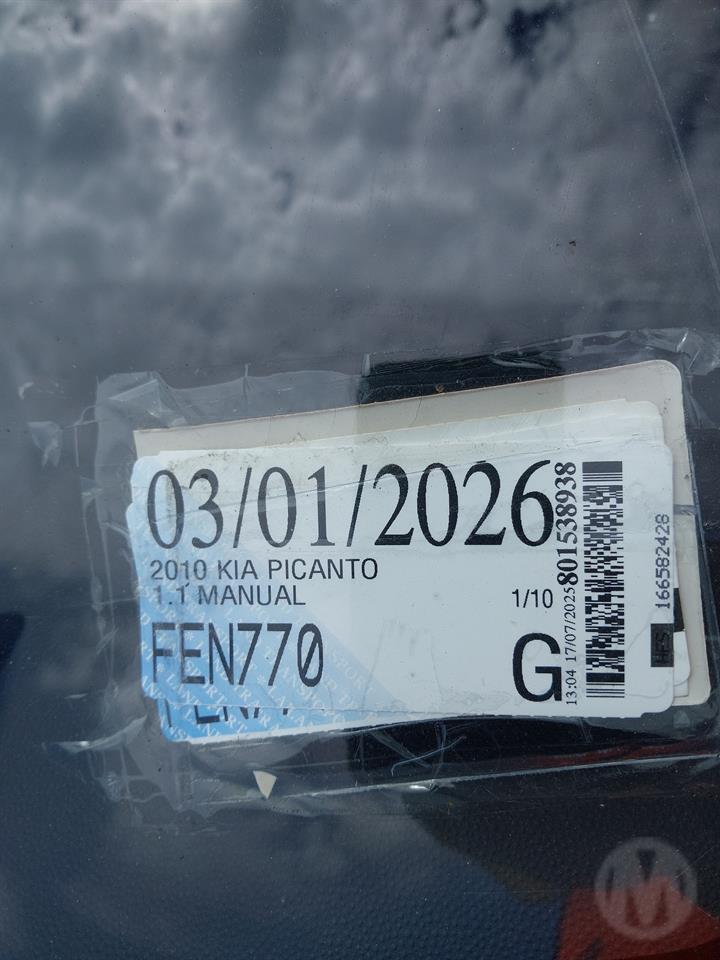 03/01/2026
2010 KIA PICANTO
1.1 MANUAL
1/10
FEN770
G
13:04 17/07/2025
801538938
HFS
166582428
M